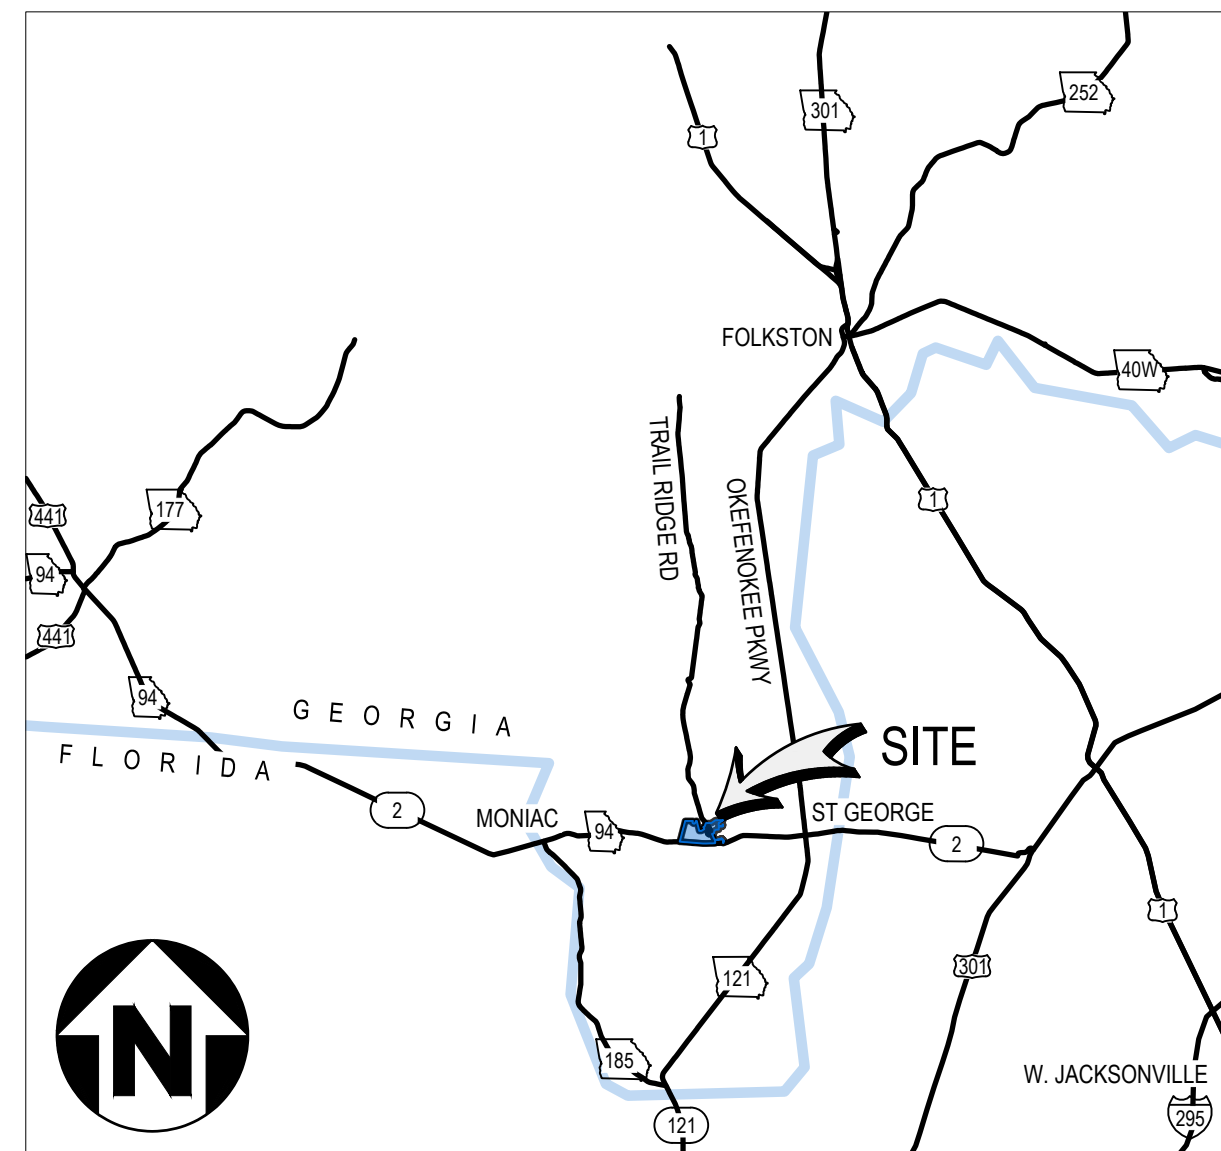 252
301
1
FOLKSTON
40W
TRAIL RIDGE RD
OKEFENOKEE PKWY
1
177
441
94
441
94
GEORGIA
FLORIDA
SITE
2
MONIAC
94
ST GEORGE
2
1
301
121
N
185
W. JACKSONVILLE
295
121